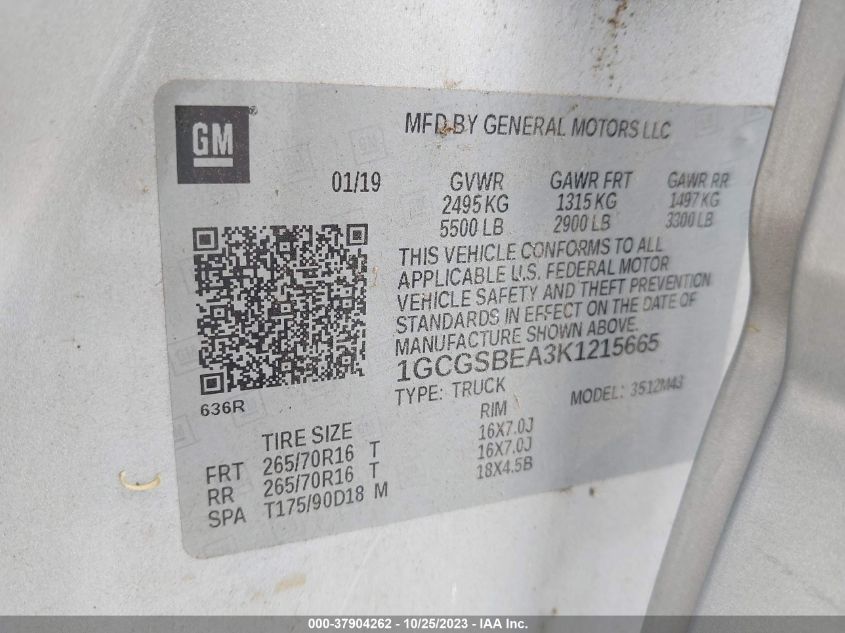 GM
MFD BY GENERAL MOTORS LLC
01/19
GVWR GAWR FRT GAWR RR
2495 KG 1315 KG 1497 KG
5500 LB 2900 LB 3300 LB
THIS VEHICLE CONFORMS TO ALL
APPLICABLE U.S. FEDERAL MOTOR
VEHICLE SAFETY AND THEFT PREVENTION
STANDARDS IN EFFECT ON THE DATE OF
MANUFACTURE SHOWN ABOVE.
1GCGSBEA3K1215665
TYPE: TRUCK MODEL: 3512M43
636R
TIRE SIZE RIM
FRT 265/70R16 T 16X7.0J
RR 265/70R16 T 16X7.0J
SPA T175/90D18 M 18X4.5B
000-37904262 - 10/25/2023 - © IAA Inc.